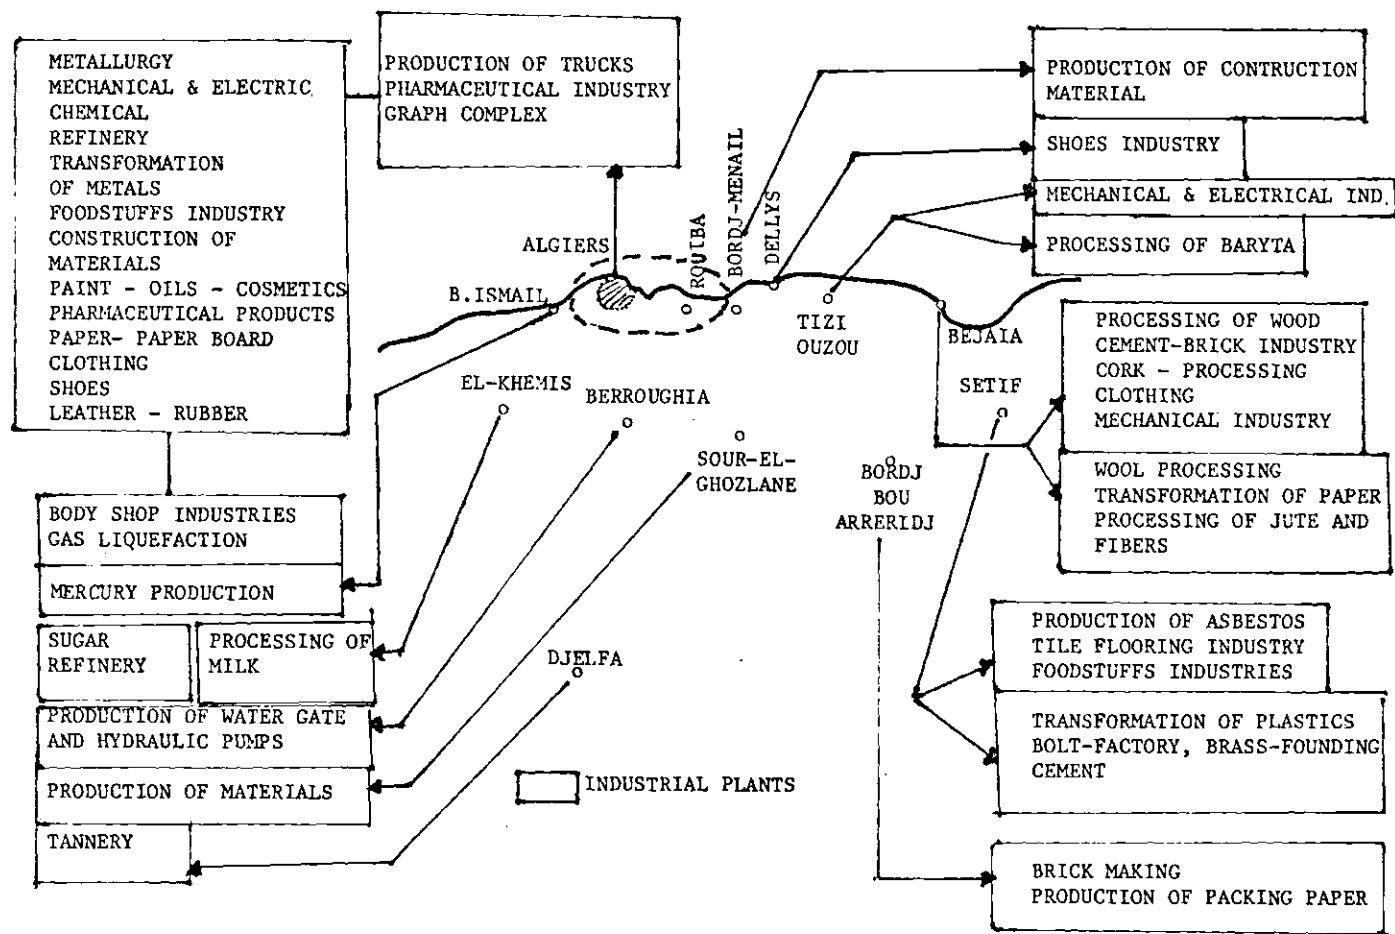 METALLURGY
MECHANICAL & ELECTRIC.
CHEMICAL
REFINERY
TRANSFORMATION
OF METALS
FOODSTUFFS INDUSTRY
CONSTRUCTION OF
MATERIALS
PAINT - OILS - COSMETICS
PHARMACEUTICAL PRODUCTS
PAPER- PAPER BOARD
CLOTHING
SHOES
LEATHER - RUBBER
PRODUCTION OF TRUCKS
PHARMACEUTICAL INDUSTRY
GRAPH COMPLEX
PRODUCTION OF CONTRUCTION
MATERIAL
SHOES INDUSTRY
MECHANICAL & ELECTRICAL IND.
PROCESSING OF BARYTA
ALGIERS
ROUIBA
BORDJ-MENAIL
DELLYS
B.ISMAIL
TIZI
OUZOU
BEJAIA
EL-KHEMIS
BERROUGHIA
SETIF
SOUR-EL-
GHOZLANE
BORDJ
BOU
ARRERIDJ
PROCESSING OF WOOD
CEMENT-BRICK INDUSTRY
CORK - PROCESSING
CLOTHING
MECHANICAL INDUSTRY
WOOL PROCESSING
TRANSFORMATION OF PAPER
PROCESSING OF JUTE AND
FIBERS
BODY SHOP INDUSTRIES
GAS LIQUEFACTION
MERCURY PRODUCTION
SUGAR
REFINERY
PROCESSING OF
MILK
DJELFA
PRODUCTION OF WATER GATE
AND HYDRAULIC PUMPS
PRODUCTION OF MATERIALS
TANNERY
INDUSTRIAL PLANTS
PRODUCTION OF ASBESTOS
TILE FLOORING INDUSTRY
FOODSTUFFS INDUSTRIES
TRANSFORMATION OF PLASTICS
BOLT-FACTORY, BRASS-FOUNDING
CEMENT
BRICK MAKING
PRODUCTION OF PACKING PAPER